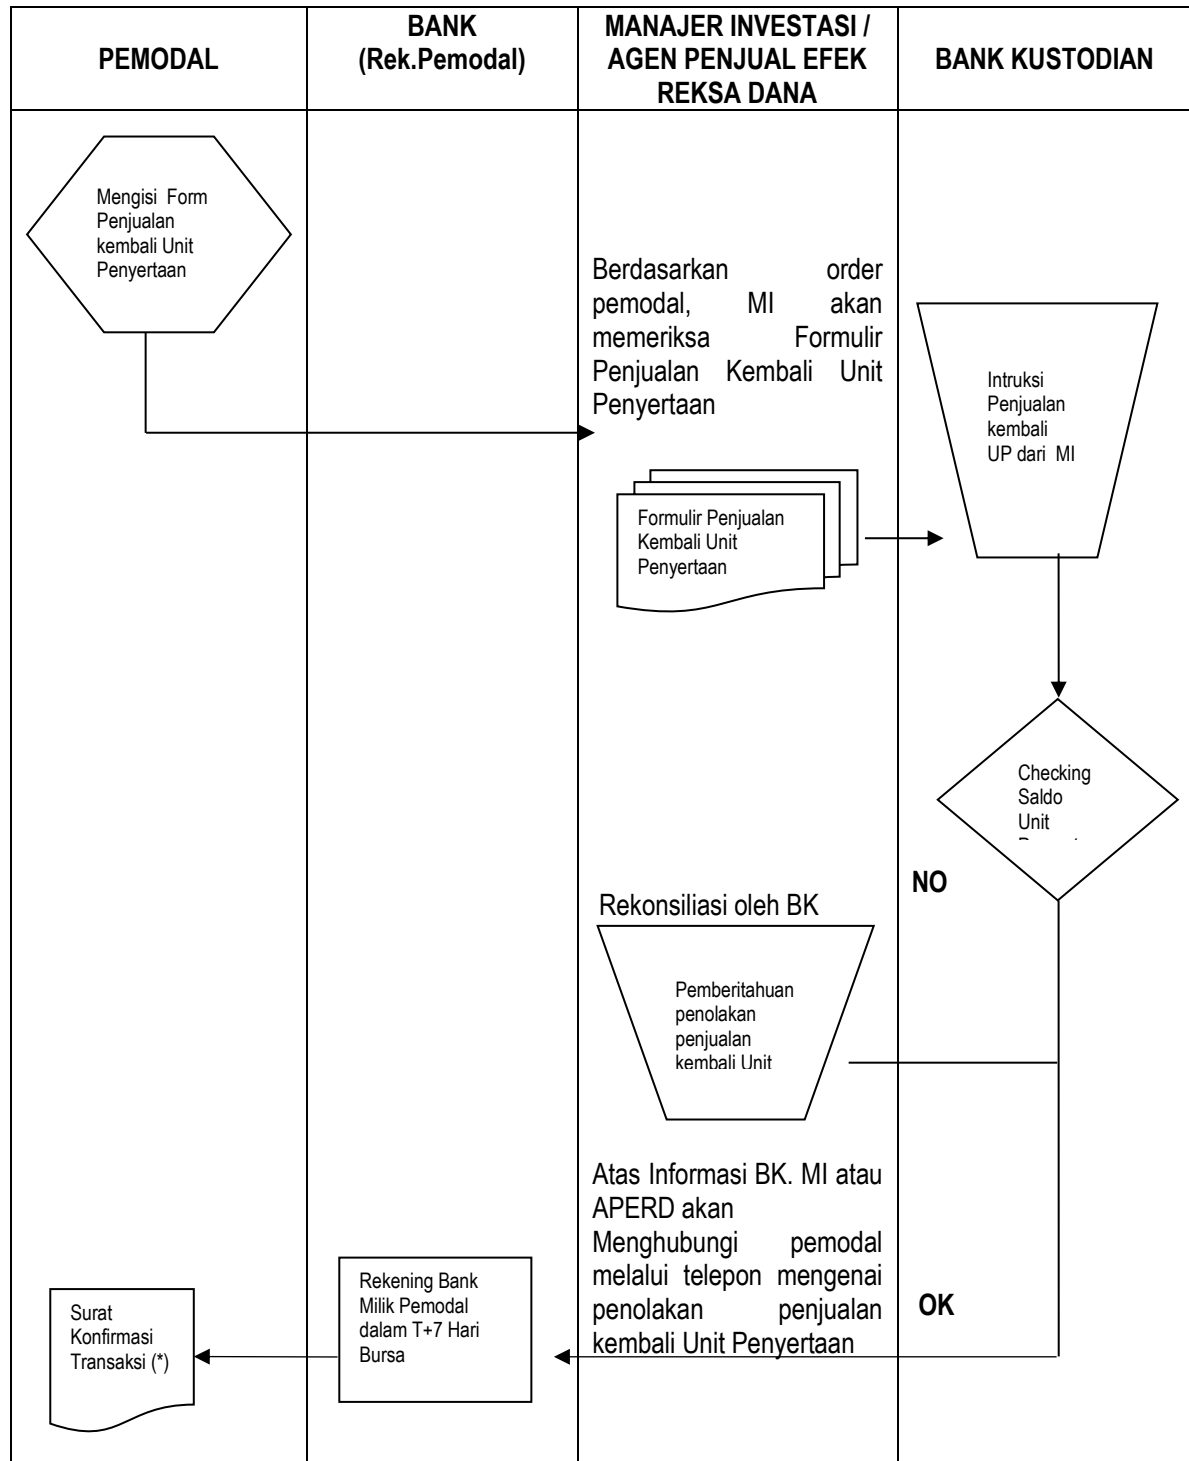 PEMODAL
BANK
(Rek.Pemodal)
MANAJER INVESTASI /
AGEN PENJUAL EFEK
REKSA DANA
BANK KUSTODIAN
Mengisi Form
Penjualan
kembali Unit
Penyertaan
Berdasarkan order
pemodal, MI akan
memeriksa Formulir
Penjualan Kembali Unit
Penyertaan
Intruksi
Penjualan
kembali
UP dari MI
Formulir Penjualan
Kembali Unit
Penyertaan
Checking
Saldo
Unit
NO
Rekonsiliasi oleh BK
Pemberitahuan
penolakan
penjualan
kembali Unit
Atas Informasi BK. MI atau
APERD akan
Menghubungi pemodal
melalui telepon mengenai
penolakan penjualan
kembali Unit Penyertaan
OK
Rekening Bank
Milik Pemodal
dalam T+7 Hari
Bursa
Surat
Konfirmasi
Transaksi (*)